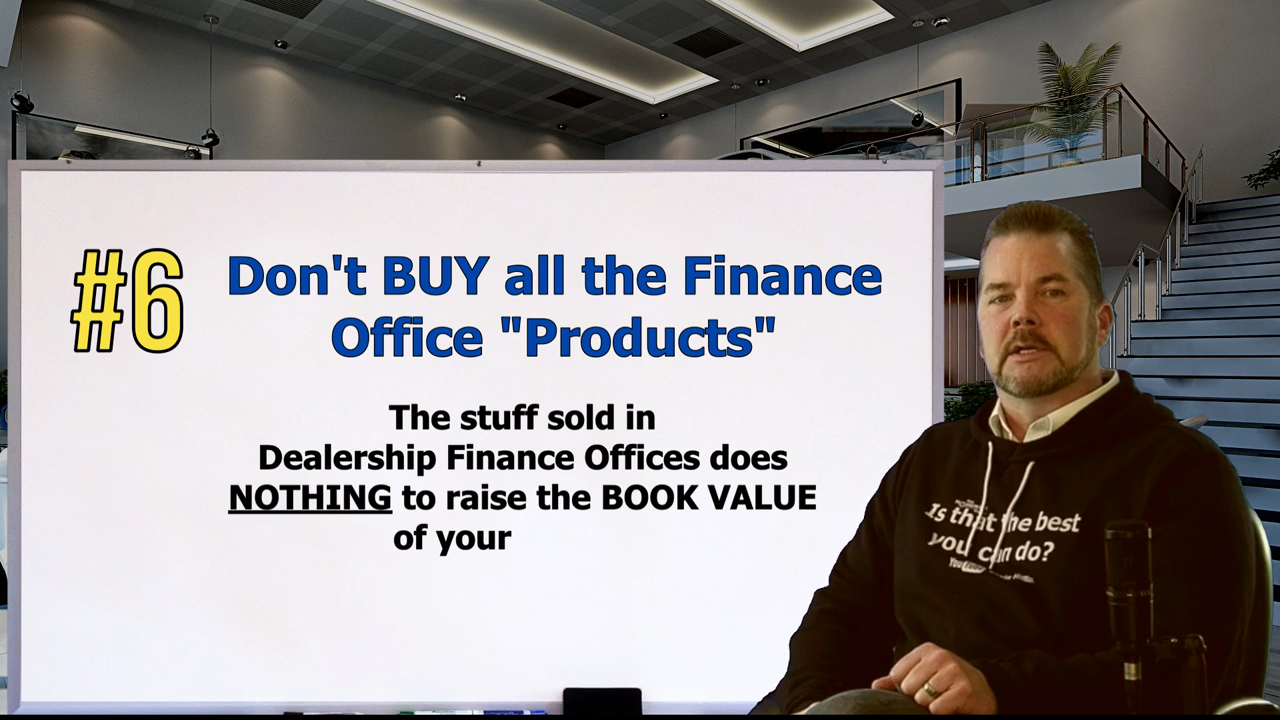 #6
Don't BUY all the Finance
Office "Products"
The stuff sold in
Dealership Finance Offices does
NOTHING to raise the BOOK VALUE
of your
Is that the best
you can do?